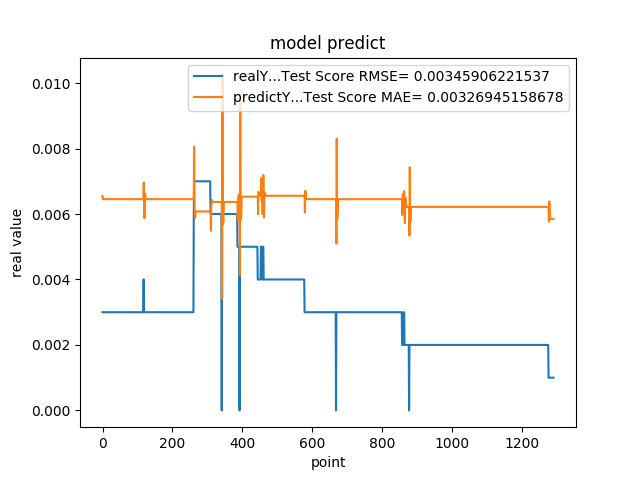 model predict
realY...Test Score RMSE= 0.00345906221537
predictY...Test Score MAE= 0.00326945158678
real value
0.010
0.008
0.006
0.004
0.002
0.000
0 200 400 600 800 1000 1200
point